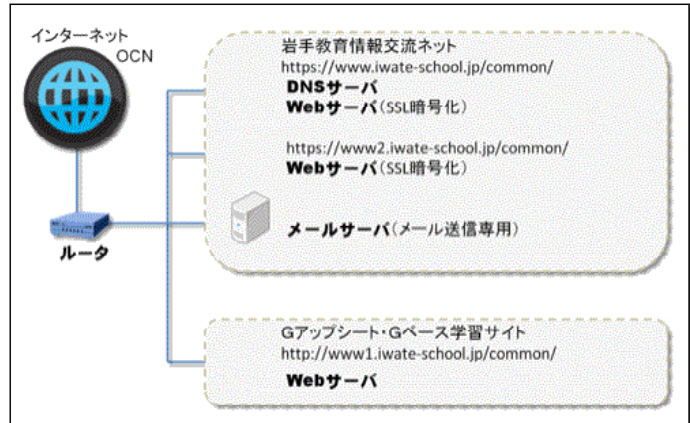 インターネット
OCN
ルータ
岩手教育情報交流ネット
https://www.iwate-school.jp/common/
DNSサーバ
Webサーバ(SSL暗号化)
https://www2.iwate-school.jp/common/
Webサーバ(SSL暗号化)
メールサーバ(メール送信専用)
Gアップシート・Gベース学習サイト
http://www1.iwate-school.jp/common/
Webサーバ